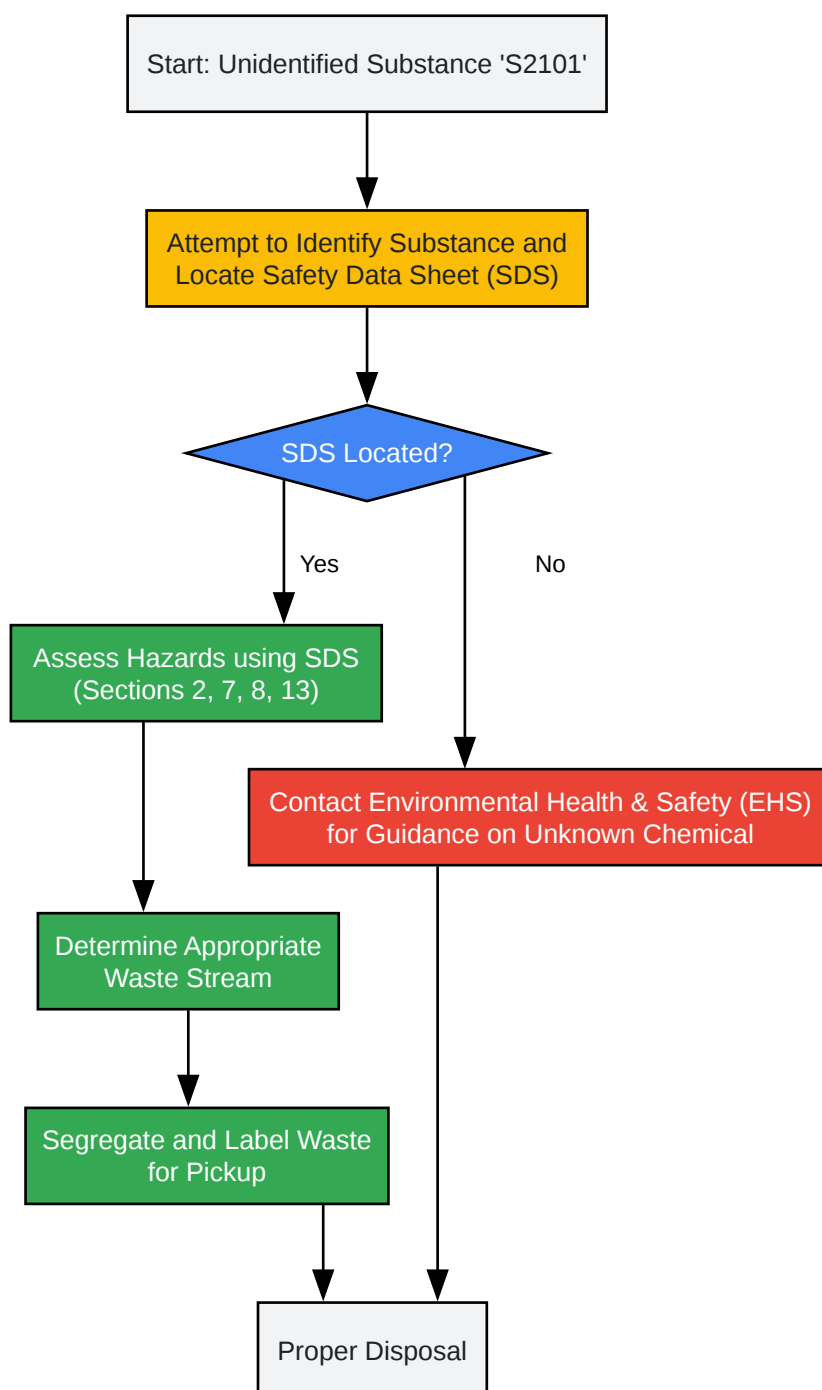 Start: Unidentified Substance 'S2101'
Attempt to Identify Substance and
Locate Safety Data Sheet (SDS)
SDS Located?
Yes
No
Assess Hazards using SDS
(Sections 2, 7, 8, 13)
Contact Environmental Health & Safety (EHS)
for Guidance on Unknown Chemical
Determine Appropriate
Waste Stream
Segregate and Label Waste
for Pickup
Proper Disposal